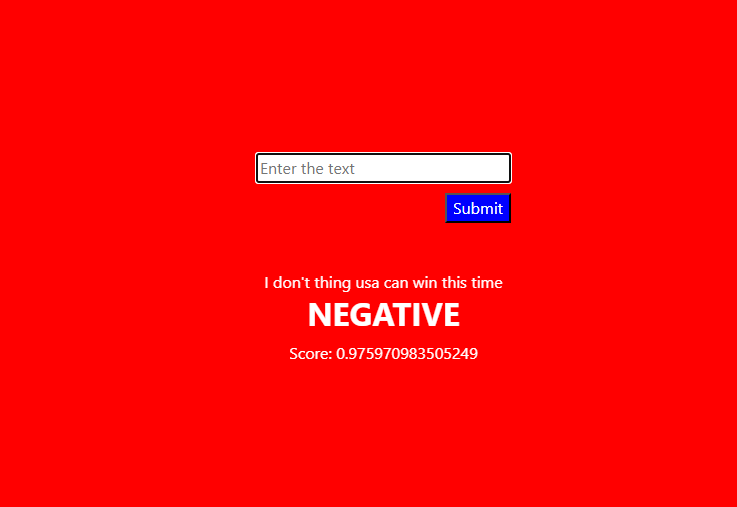 Enter the text
Submit
I don't thing usa can win this time
NEGATIVE
Score: 0.975970983505249